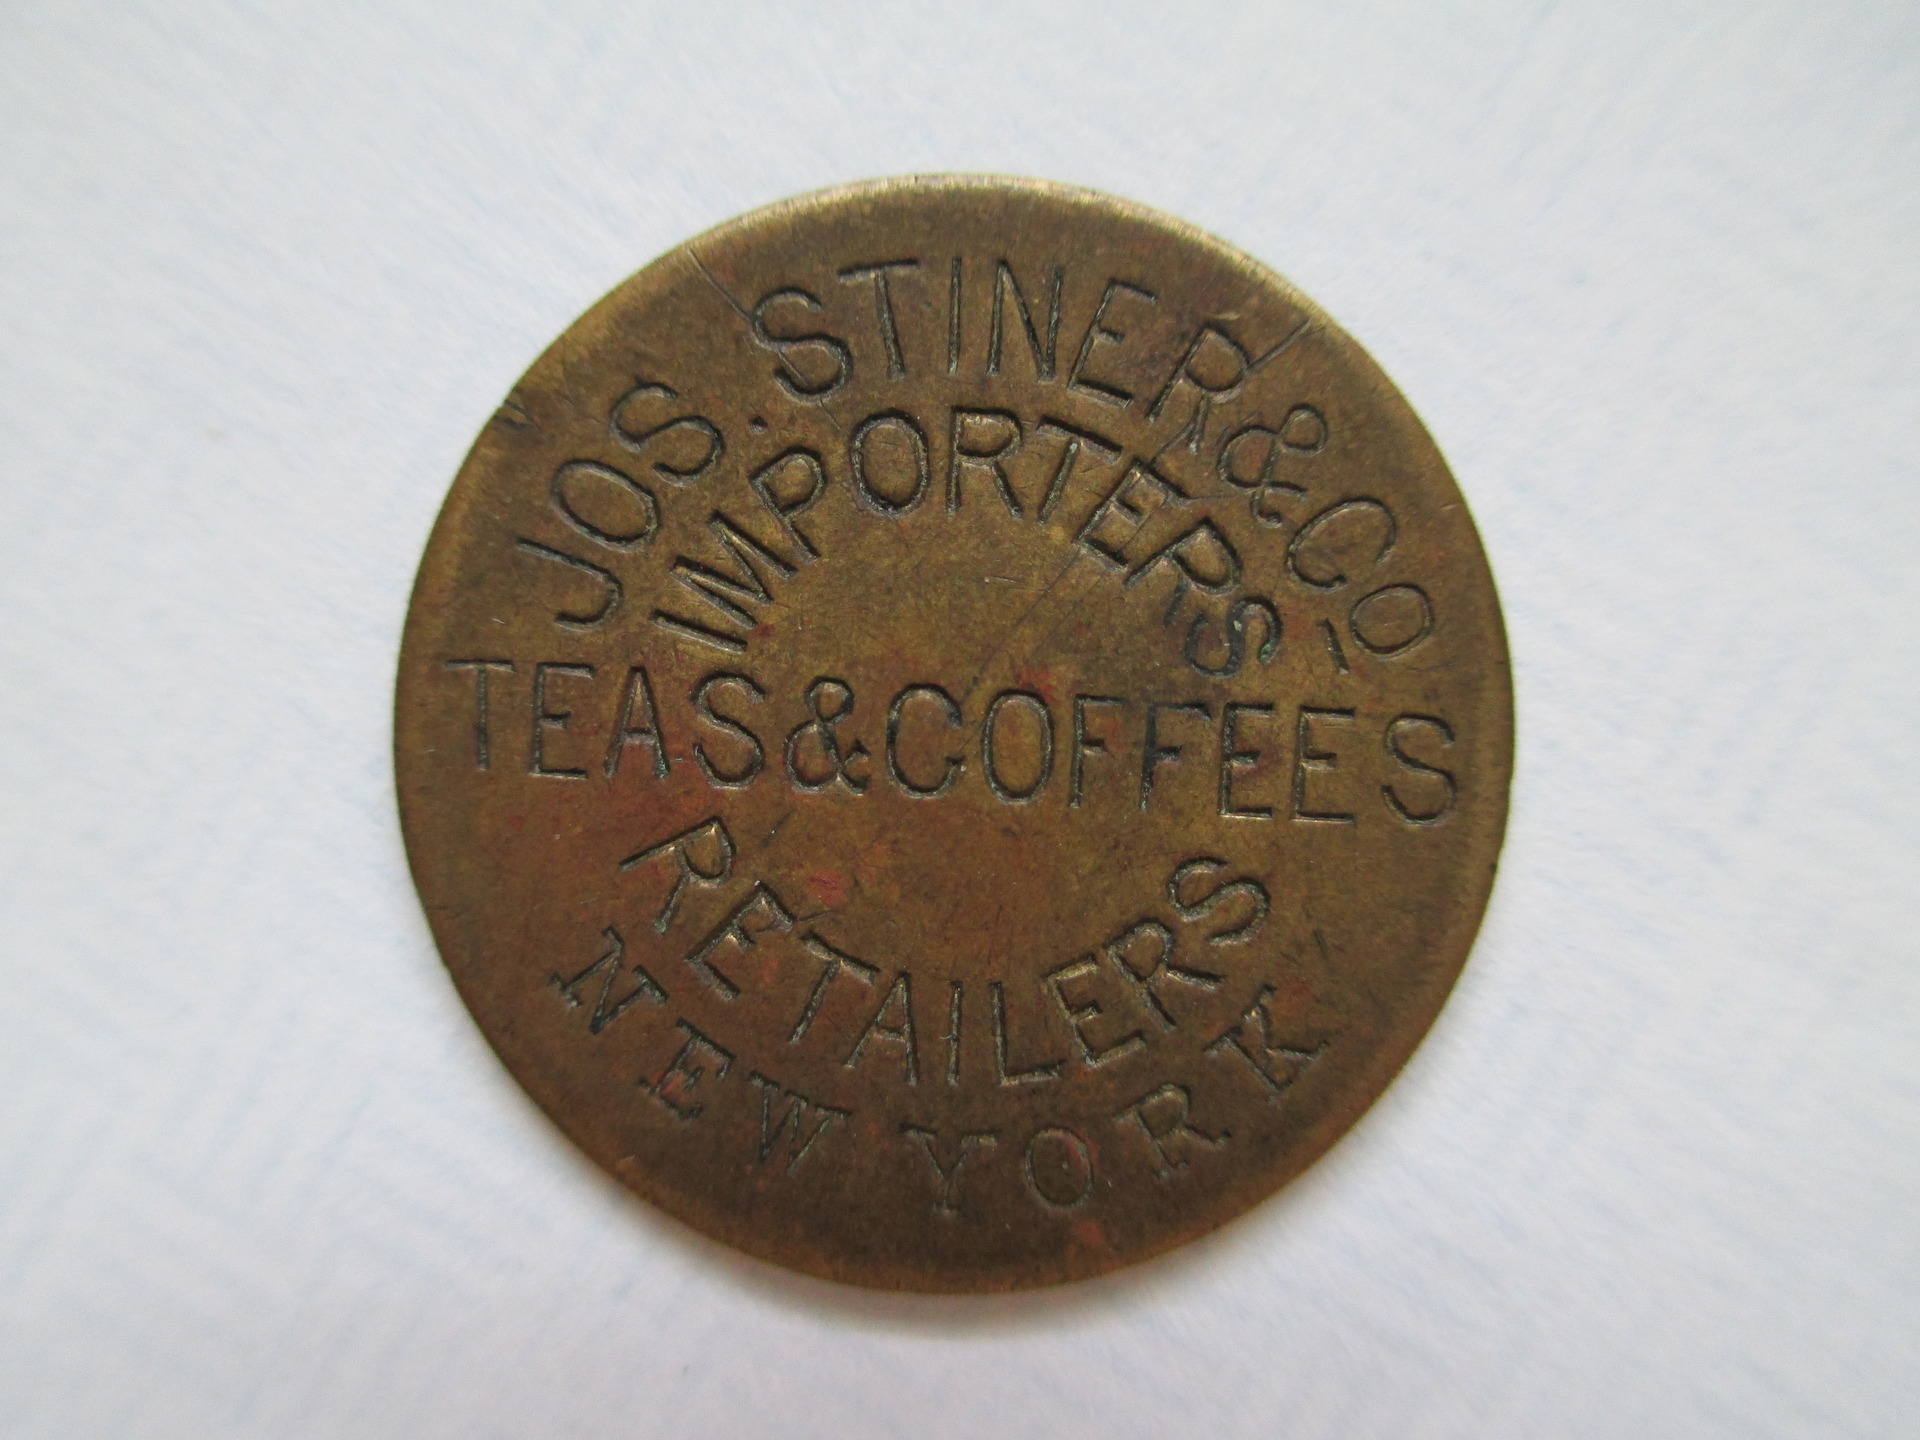 JOS. STINER & CO-
IMPORTERS
TEAS & COFFEES
RETAILERS
NEW YORK